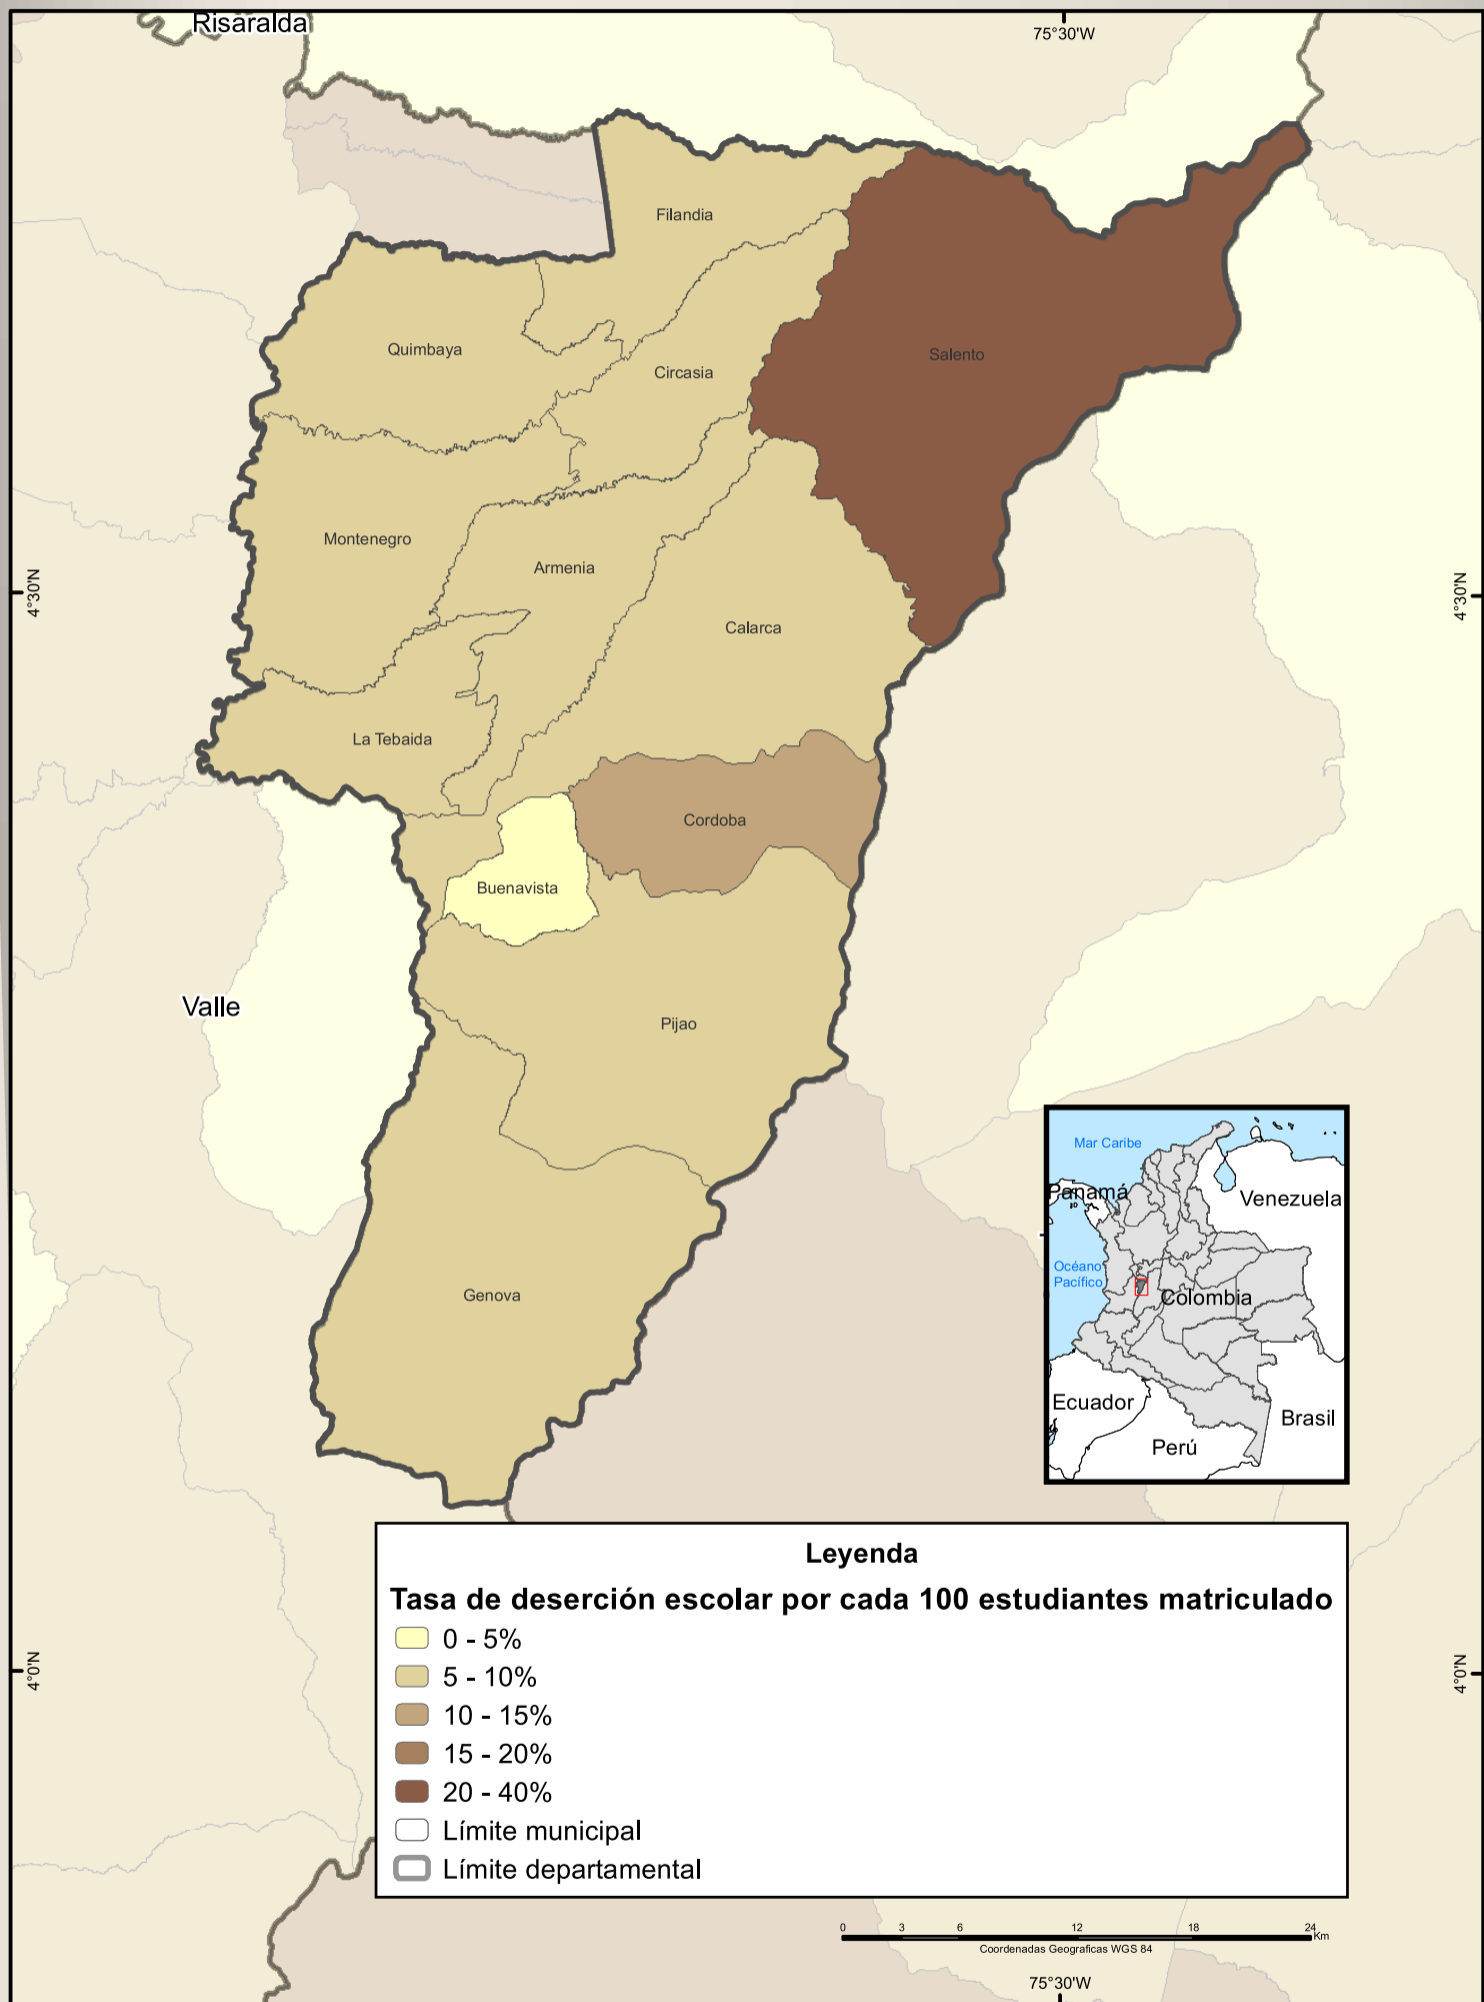 Risaralda
75°30'W
Filandia
Quimbaya
Salento
Circasia
Montenegro
Armenia
4°30'N
4°30'N
Calarca
La Tebaida
Cordoba
Buenavista
Valle
Pijao
Genova
Mar Caribe
Panamá
Venezuela
Océano
Pacífico
Colombia
Ecuador
Brasil
Perú
Leyenda
Tasa de deserción escolar por cada 100 estudiantes matriculado
0 - 5%
5 - 10%
10 - 15%
15 - 20%
20 - 40%
Límite municipal
Límite departamental
4°0'N
4°0'N
0 3 6 12 18 24 Km
Coordenadas Geograficas WGS 84
75°30'W